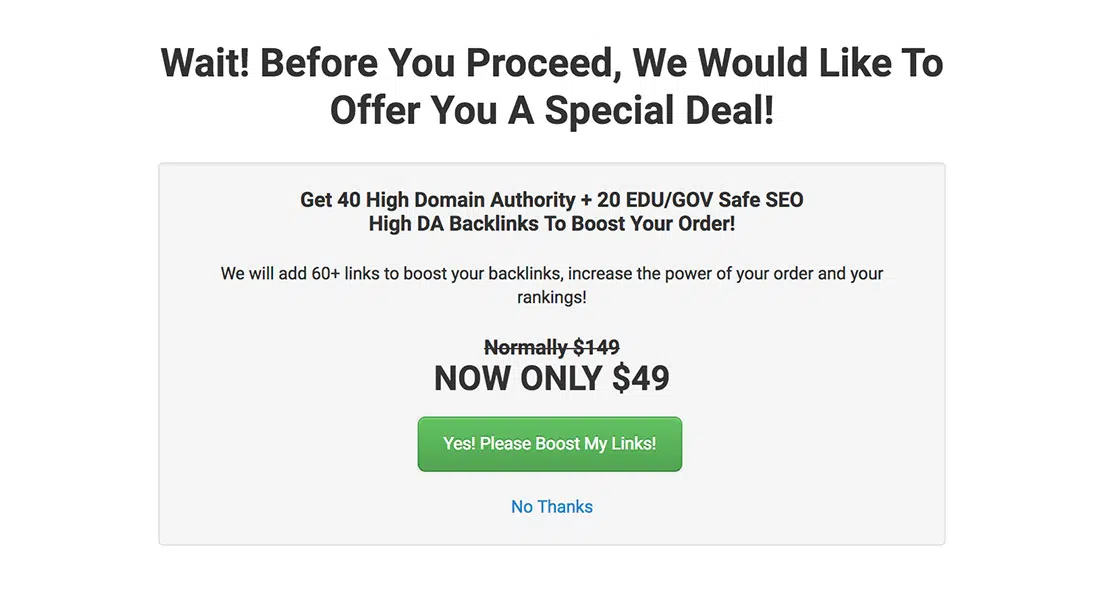 Wait! Before You Proceed, We Would Like To
Offer You A Special Deal!
Get 40 High Domain Authority + 20 EDU/GOV Safe SEO
High DA Backlinks To Boost Your Order!
We will add 60+ links to boost your backlinks, increase the power of your order and your
rankings!
Normally $149
NOW ONLY $49
Yes! Please Boost My Links!
No Thanks